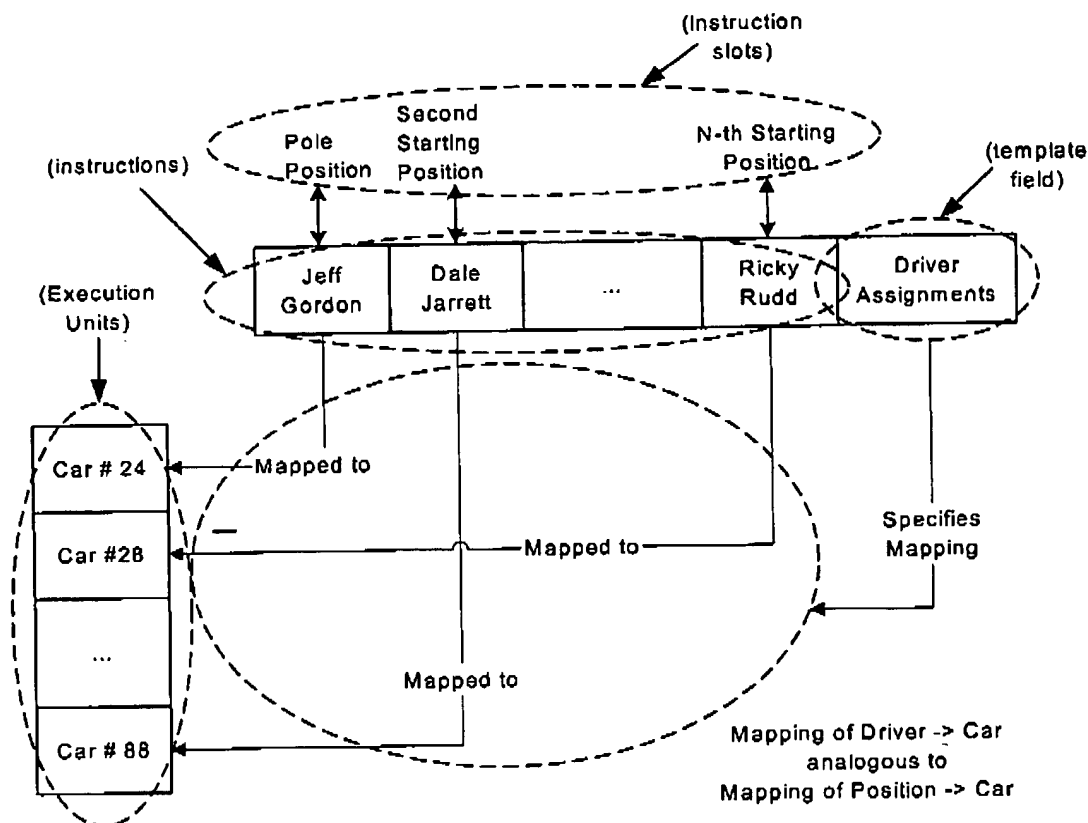 (Instruction
slots)
Second
Starting
Position
Pole
Position
N-th Starting
Position
(instructions)
(template
field)
Jeff
Gordon
Dale
Jarrett
...
Ricky
Rudd
Driver
Assignments
(Execution
Units)
Car # 24
Mapped to
Car #28
Mapped to
Specifies
Mapping
...
Mapped to
Car # 88
Mapping of Driver -> Car
analogous to
Mapping of Position -> Car